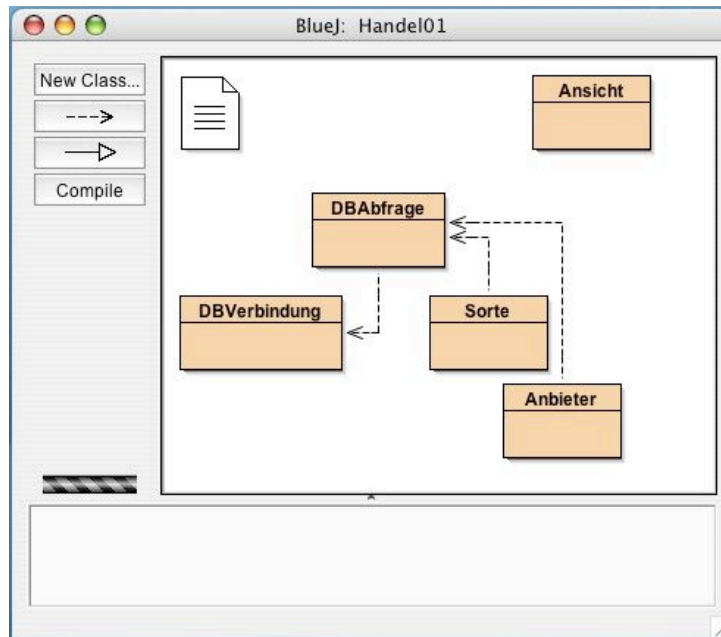 BlueJ: Handel01
New Class...
Compile
Ansicht
DBAbfrage
DBVerbindung
Sorte
Anbieter